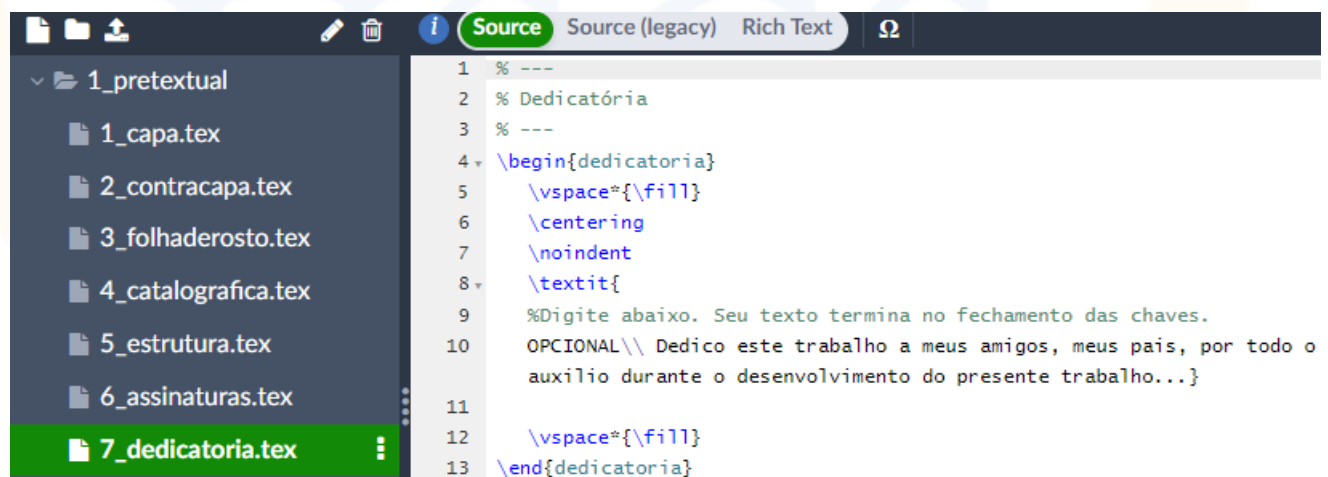 i Source Source (legacy) Rich Text Ω
1_pretextual
1_capa.tex
2_contracapa.tex
3_folhaderosto.tex
4_catalografica.tex
5_estrutura.tex
6_assinaturas.tex
7_dedicatoria.tex
1 % ---
2 % Dedicatória
3 % ---
4 \begin{dedicatoria}
5 \vspace*{\fill}
6 \centering
7 \noindent
8 \textit{
9 %Digite abaixo. Seu texto termina no fechamento das chaves.
10 OPCIONAL\\ Dedico este trabalho a meus amigos, meus pais, por todo o
auxilio durante o desenvolvimento do presente trabalho...}
11
12 \vspace*{\fill}
13 \end{dedicatoria}